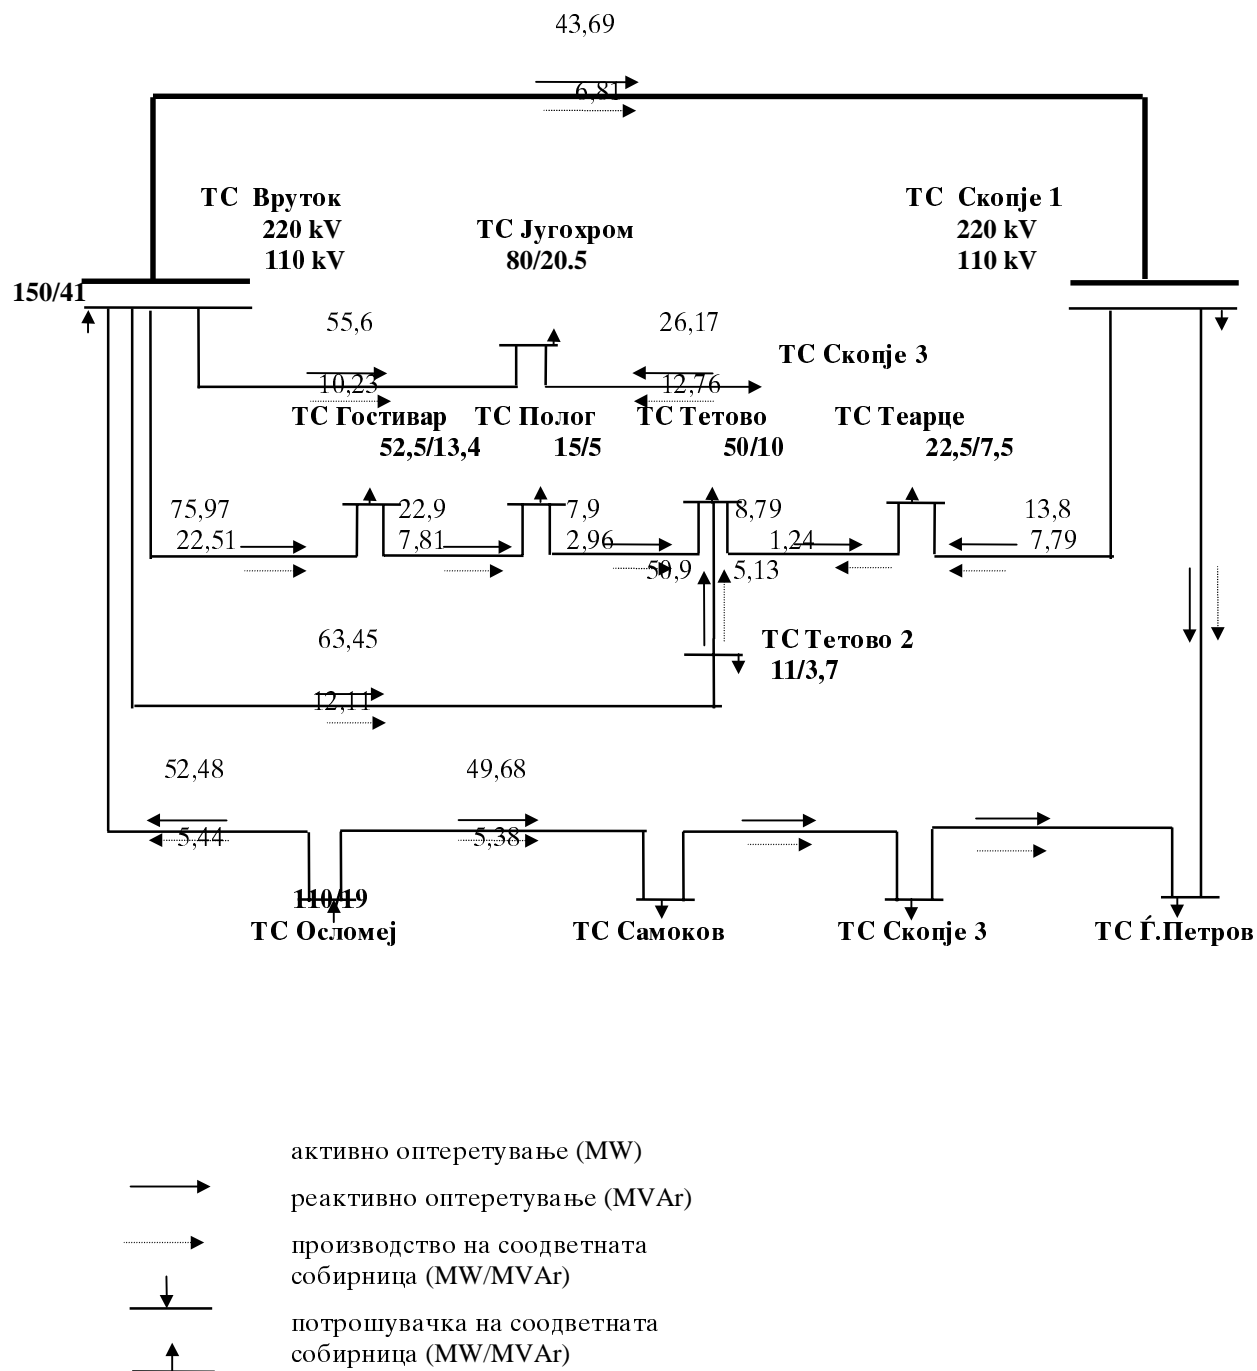 43,69
6,81
ТС Вруток
220 kV
110 kV
ТС Скопје 1
220 kV
110 kV
ТС Југохром
80/20.5
150/41
55,6
10,23
26,17
12,76
ТС Скопје 3
ТС Гостивар
52,5/13,4
ТС Полог
15/5
ТС Тетово
50/10
ТС Теарце
22,5/7,5
75,97
22,51
22,9
7,81
7,9
2,96
8,79
1,24
13,8
7,79
50,9
5,13
63,45
12,11
ТС Тетово 2
11/3,7
52,48
5,44
49,68
5,38
110/19
ТС Осломеј
ТС Самоков
ТС Скопје 3
ТС Ѓ.Петров
активно оптеретување (MW)
реактивно оптеретување (MVAr)
производство на соодветната
собирница (MW/MVAr)
потрошувачка на соодветната
собирница (MW/MVAr)